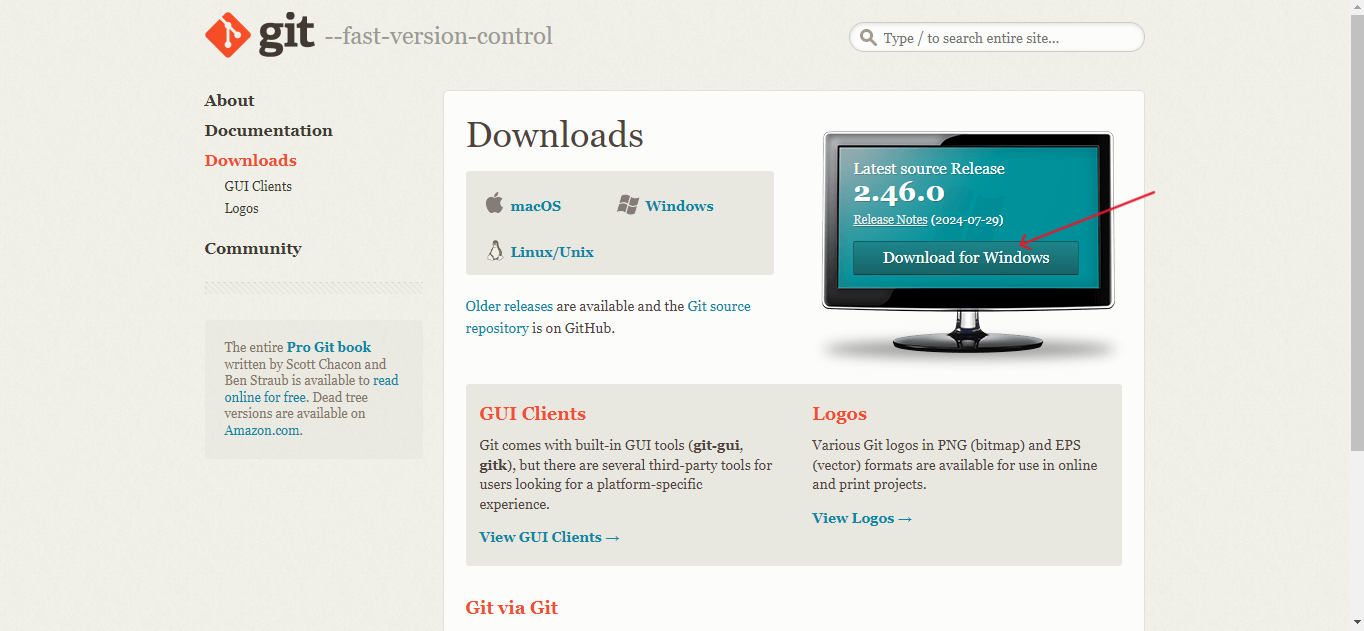 git --fast-version-control
Type / to search entire site...
About
Documentation
Downloads
GUI Clients
Logos
Community
The entire Pro Git book
written by Scott Chacon and
Ben Straub is available to read
online for free. Dead tree
versions are available on
Amazon.com.
Downloads
macOS
Windows
Linux/Unix
Older releases are available and the Git source
repository is on GitHub.
Latest source Release
2.46.0
Release Notes (2024-07-29)
Download for Windows
GUI Clients
Git comes with built-in GUI tools (git-gui,
gitk), but there are several third-party tools for
users looking for a platform-specific
experience.
View GUI Clients →
Logos
Various Git logos in PNG (bitmap) and EPS
(vector) formats are available for use in online
and print projects.
View Logos →
Git via Git